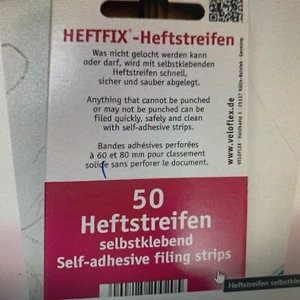 HEFTFIX®-Heftstreifen
Was nicht gelocht werden kann
oder darf, wird mit selbstklebenden
Heftstreifen schnell,
sicher und sauber abgelegt.
Anything that cannot be punched
or may not be punched can be
filed quickly, safely and
clean with self-adhesive strips.
Bandes adhésives perforées
à 60 et 80 mm pour classement
solide sans perforer le document.
www.veloflex.de
50
Heftstreifen
selbstklebend
Self-adhesive filing strips
Heftstreifen selbstkle